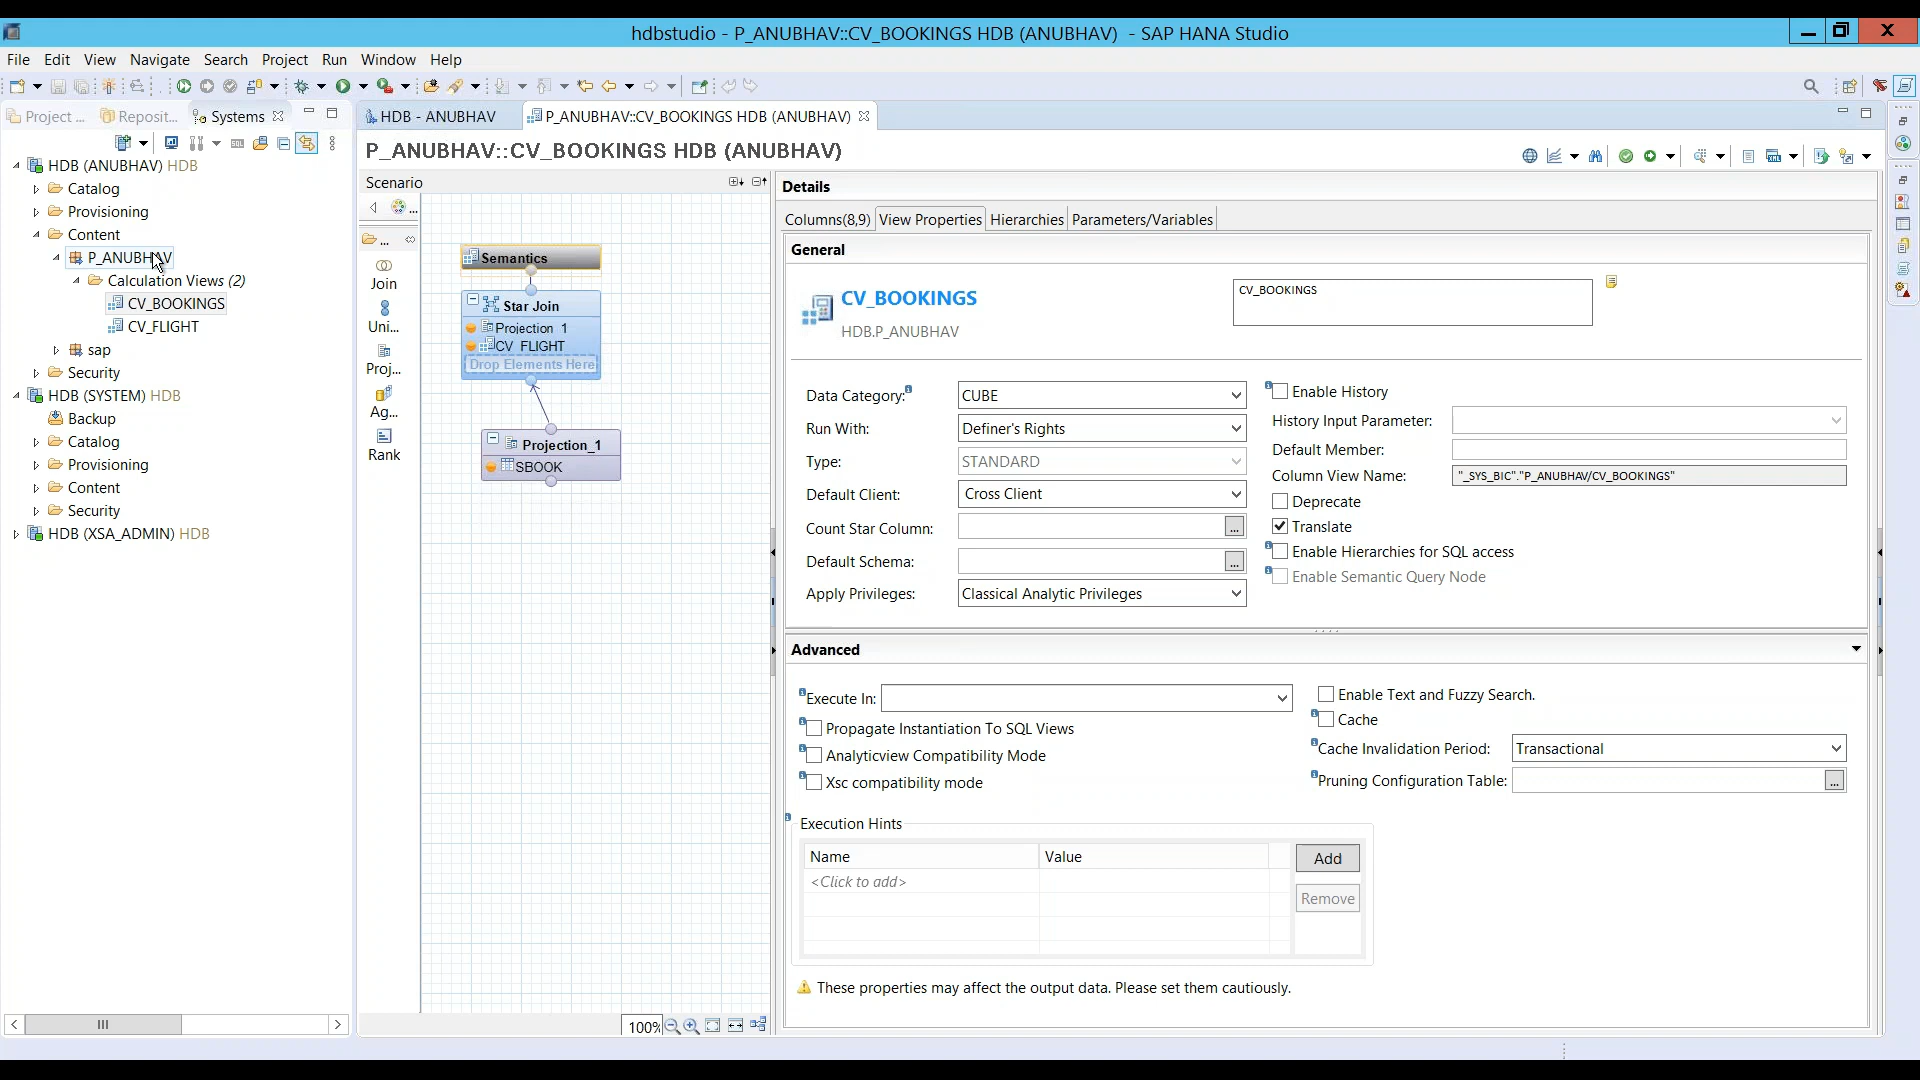 hdbstudio - P_ANUBHAV::CV_BOOKINGS HDB (ANUBHAV)  - SAP HANA Studio
File Edit View Navigate Search Project Run Window Help
Project ... Reposit... Systems
HDB - ANUBHAV
P_ANUBHAV::CV_BOOKINGS HDB (ANUBHAV)
P_ANUBHAV::CV_BOOKINGS HDB (ANUBHAV)
SQL
HDB (ANUBHAV) HDB
Catalog
Provisioning
Content
P_ANUBHAV
Calculation Views (2)
CV_BOOKINGS
CV_FLIGHT
sap
Security
HDB (SYSTEM) HDB
Backup
Catalog
Provisioning
Content
Security
HDB (XSA_ADMIN) HDB
Scenario
...
...
Join
Uni...
Proj...
Ag...
Rank
Semantics
Star Join
Projection_1
CV_FLIGHT
Drop Elements Here
Projection_1
SBOOK
100%
Details
Columns(8,9) View Properties Hierarchies Parameters/Variables
General
CV_BOOKINGS
HDB.P_ANUBHAV
CV_BOOKINGS
Data Category: CUBE
Run With: Definer's Rights
Type: STANDARD
Default Client: Cross Client
Count Star Column: ...
Default Schema: ...
Apply Privileges: Classical Analytic Privileges
Enable History
History Input Parameter:
Default Member:
Column View Name: "_SYS_BIC"."P_ANUBHAV/CV_BOOKINGS"
Deprecate
Translate
Enable Hierarchies for SQL access
Enable Semantic Query Node
Advanced
Execute In:
Propagate Instantiation To SQL Views
Analyticview Compatibility Mode
Xsc compatibility mode
Enable Text and Fuzzy Search.
Cache
Cache Invalidation Period: Transactional
Pruning Configuration Table: ...
Execution Hints
Name Value
<Click to add>
Add
Remove
These properties may affect the output data. Please set them cautiously.